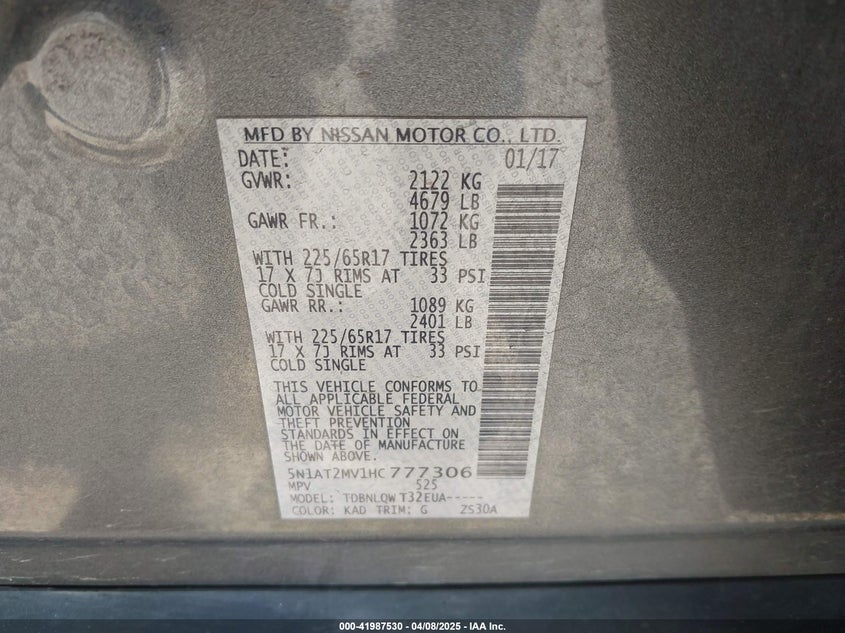 MFD BY NISSAN MOTOR CO., LTD.
DATE: 01/17
GVWR: 2122 KG
4679 LB
GAWR FR.: 1072 KG
2363 LB
WITH 225/65R17 TIRES
17 X 7J RIMS AT 33 PSI
COLD SINGLE
GAWR RR.: 1089 KG
2401 LB
WITH 225/65R17 TIRES
17 X 7J RIMS AT 33 PSI
COLD SINGLE
THIS VEHICLE CONFORMS TO
ALL APPLICABLE FEDERAL
MOTOR VEHICLE SAFETY AND
THEFT PREVENTION
STANDARDS IN EFFECT ON
THE DATE OF MANUFACTURE
SHOWN ABOVE.
5N1AT2MV1HC777306
MPV 525
MODEL: TDBNLQW T32EUA-----
COLOR: KAD TRIM: G ZS30A
000-41987530 - 04/08/2025 - IAA Inc.